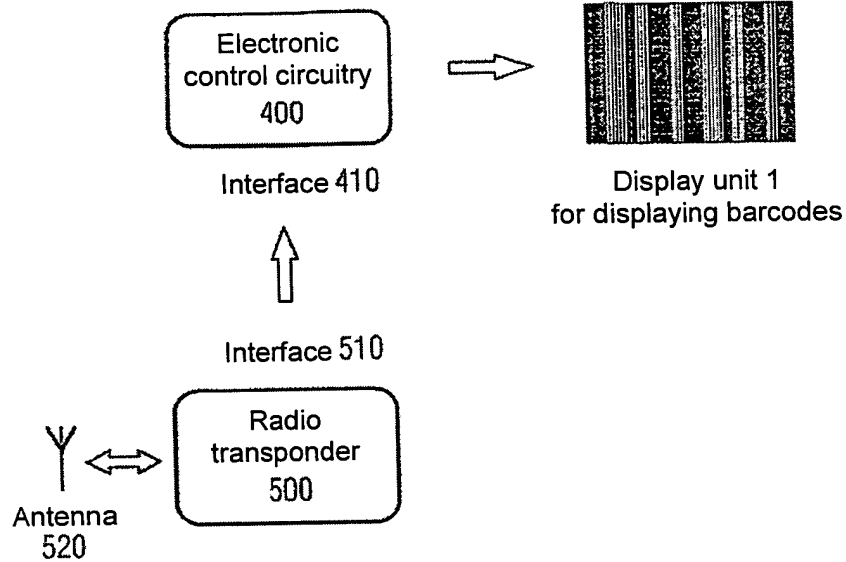 Electronic
control circuitry
400
Interface 410
Display unit 1
for displaying barcodes
Interface 510
Radio
transponder
500
Antenna
520